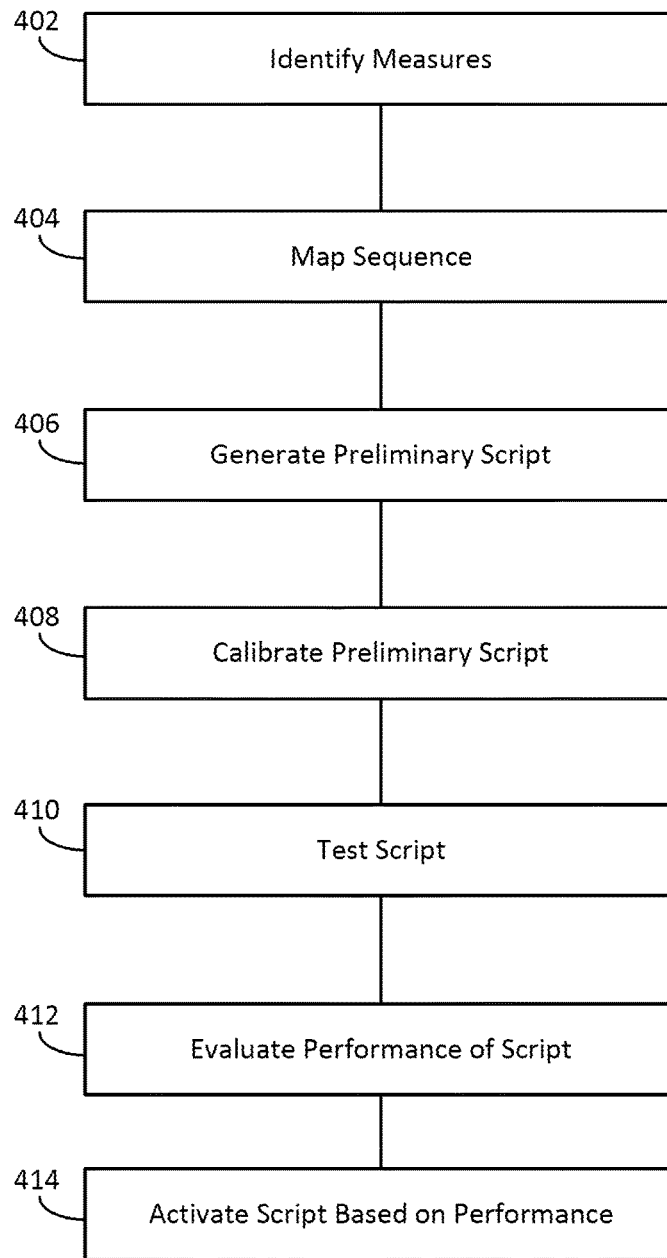 402
Identify Measures
404
Map Sequence
406
Generate Preliminary Script
408
Calibrate Preliminary Script
410
Test Script
412
Evaluate Performance of Script
414
Activate Script Based on Performance